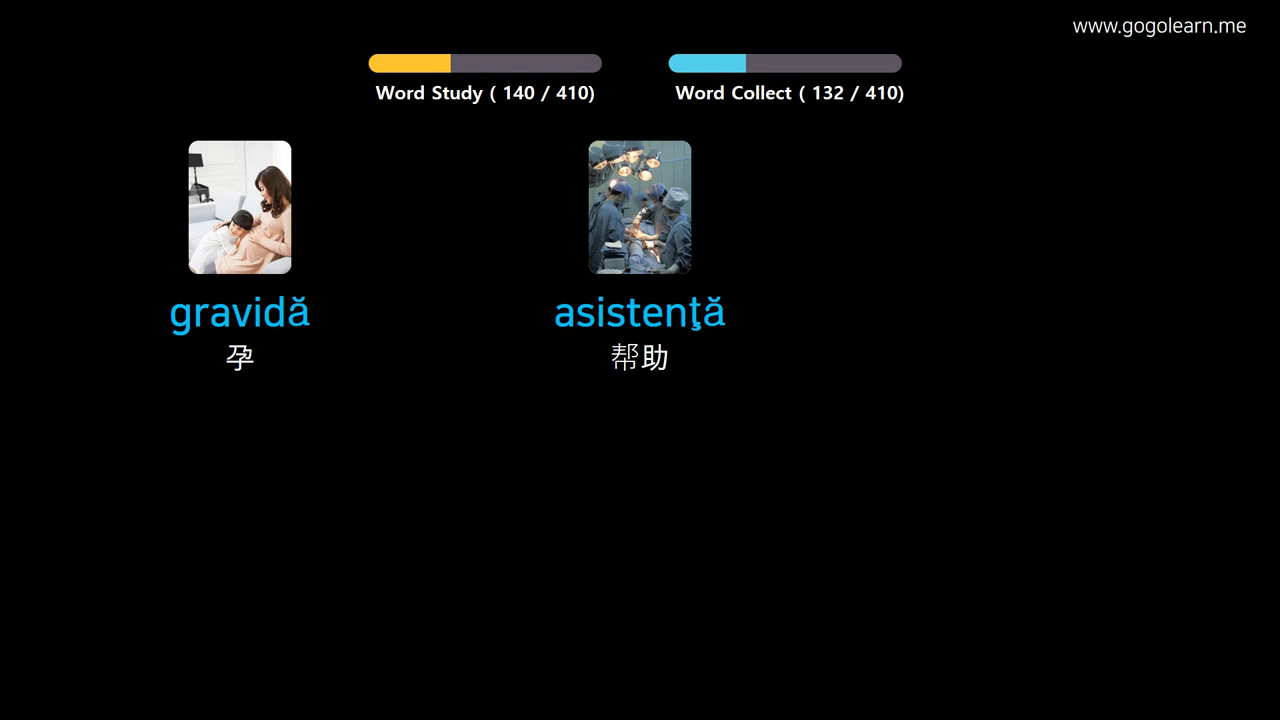 www.gogolearn.me
Word Study ( 140 / 410)
Word Collect ( 132 / 410)
gravidă
asistenţă
孕
帮助